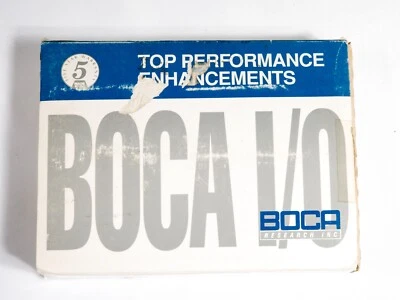 5
TOP PERFORMANCE
ENHANCEMENTS
BOCA I/O
BOCA
RESEARCH INC